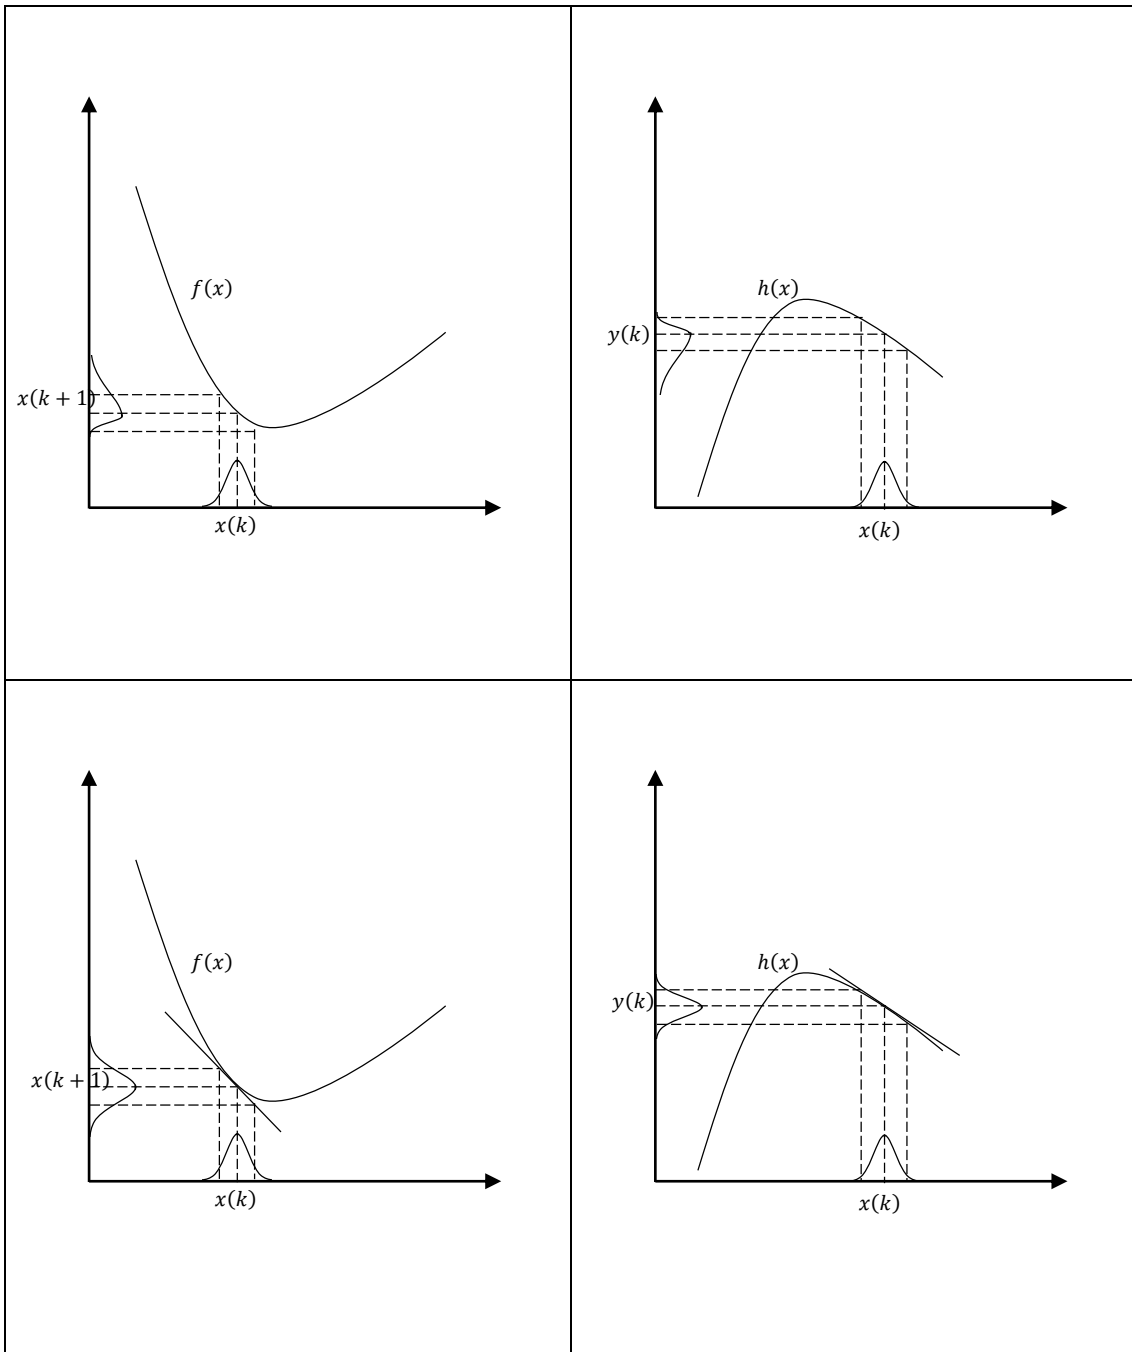 f(x)
x(k + 1)
x(k)
h(x)
y(k)
x(k)
f(x)
x(k + 1)
x(k)
h(x)
y(k)
x(k)